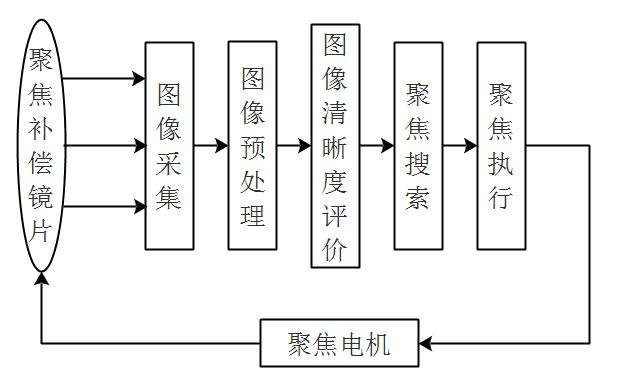 聚焦补偿镜片
图像采集
图像预处理
图像清晰度评价
聚焦搜索
聚焦执行
聚焦电机